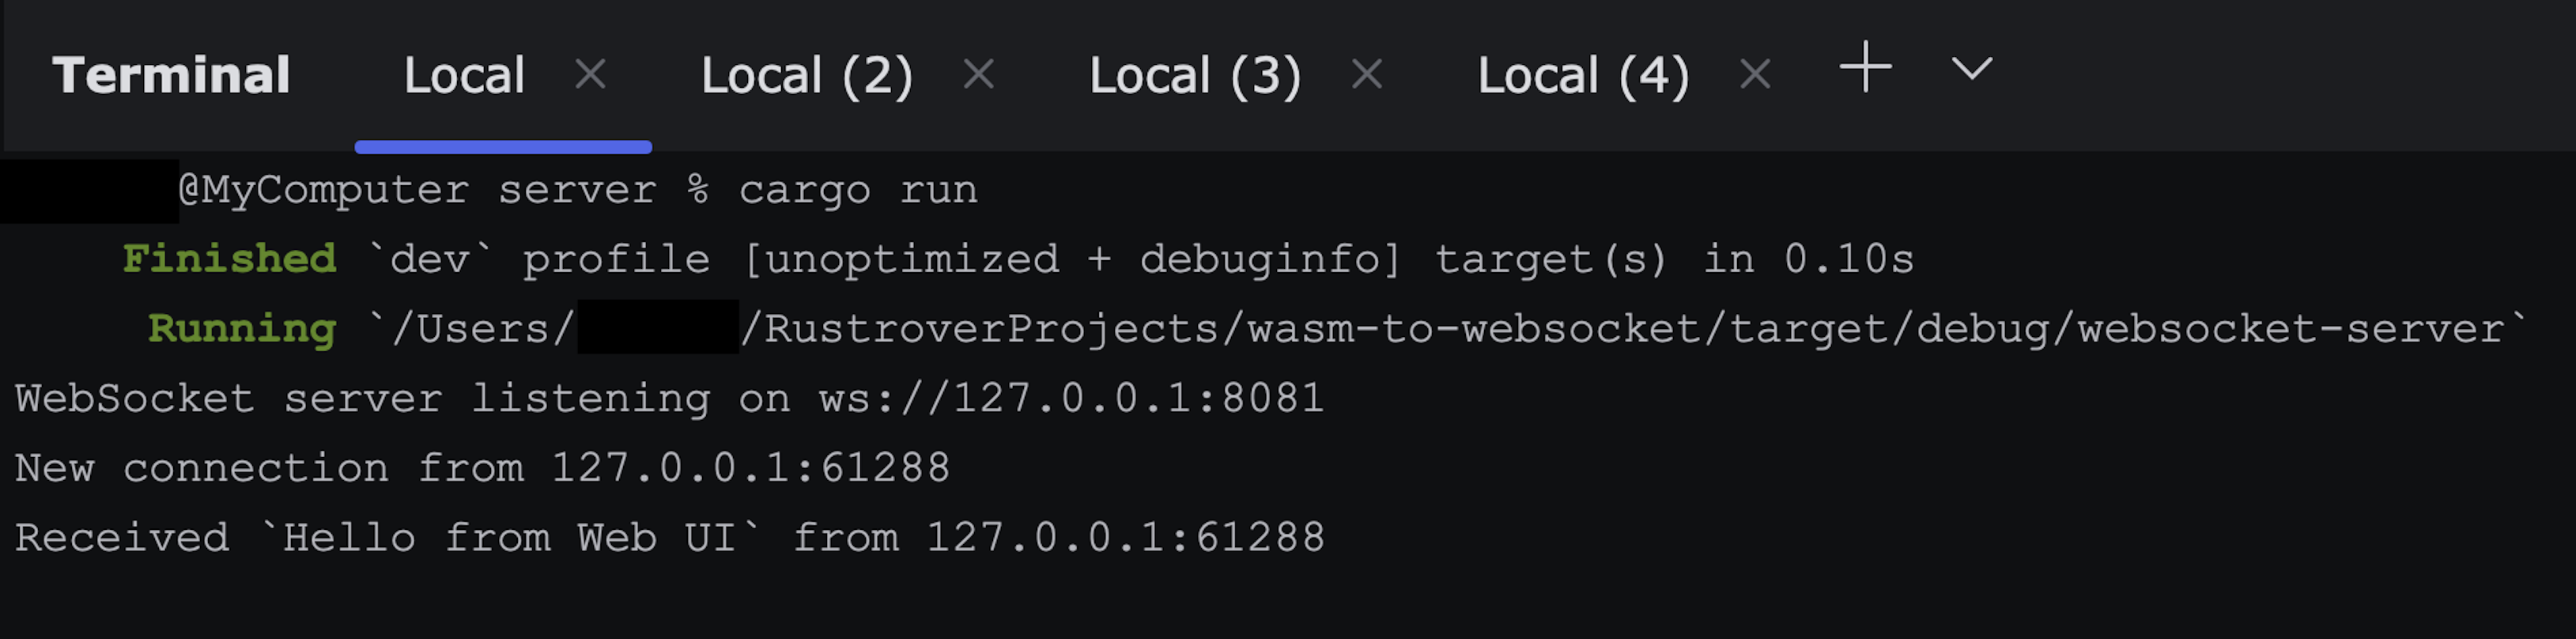 Terminal Local Local (2) Local (3) Local (4)
@MyComputer server % cargo run
Finished `dev` profile [unoptimized + debuginfo] target(s) in 0.10s
Running `/Users/ /RustroverProjects/wasm-to-websocket/target/debug/websocket-server`
WebSocket server listening on ws://127.0.0.1:8081
New connection from 127.0.0.1:61288
Received `Hello from Web UI` from 127.0.0.1:61288